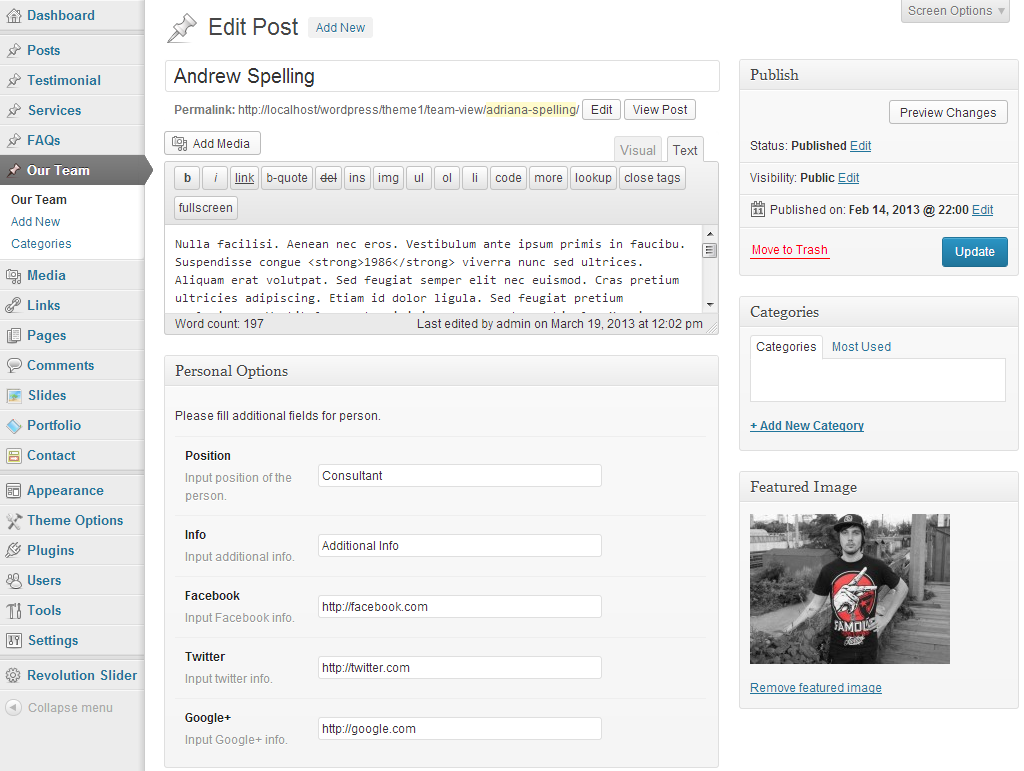 Dashboard
Posts
Testimonial
Services
FAQs
Our Team
Our Team
Add New
Categories
Media
Links
Pages
Comments
Slides
Portfolio
Contact
Appearance
Theme Options
Plugins
Users
Tools
Settings
Revolution Slider
Collapse menu
Screen Options
Edit Post Add New
Andrew Spelling
Permalink: http://localhost/wordpress/theme1/team-view/adriana-spelling/ Edit View Post
Add Media
Visual Text
b i link b-quote del ins img ul ol li code more lookup close tags
fullscreen
Nulla facilisi. Aenean nec eros. Vestibulum ante ipsum primis in faucibu.
Suspendisse congue <strong>1986</strong> viverra nunc sed ultrices.
Aliquam erat volutpat. Sed feugiat semper elit nec euismod. Cras pretium
ultricies adipiscing. Etiam id dolor ligula. Sed feugiat pretium
Word count: 197 Last edited by admin on March 19, 2013 at 12:02 pm
Personal Options
Please fill additional fields for person.
Position
Input position of the
person.
Consultant
Info
Input additional info.
Additional Info
Facebook
Input Facebook info.
http://facebook.com
Twitter
Input twitter info.
http://twitter.com
Google+
Input Google+ info.
http://google.com
Publish
Preview Changes
Status: Published Edit
Visibility: Public Edit
11 Published on: Feb 14, 2013 @ 22:00 Edit
Move to Trash Update
Categories
Categories Most Used
+ Add New Category
Featured Image
FAMOUS
Remove featured image